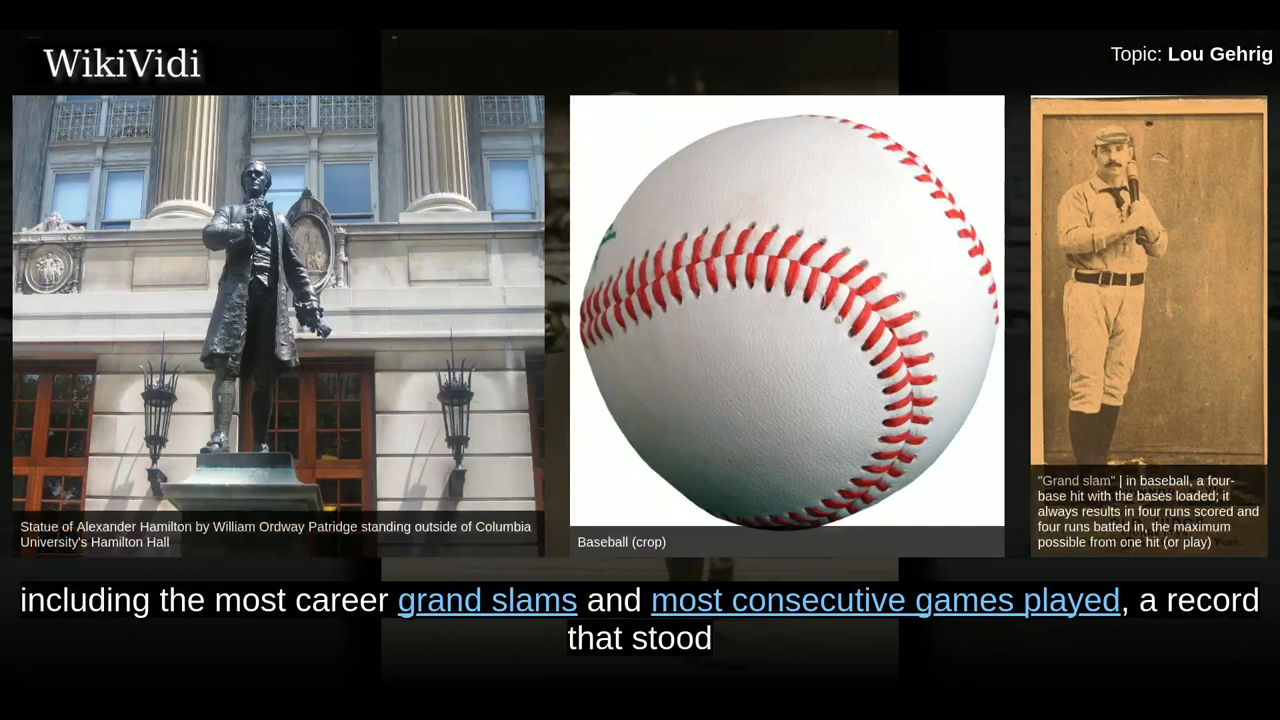 WikiVidi
Topic: Lou Gehrig
Statue of Alexander Hamilton by William Ordway Patridge standing outside of Columbia
University's Hamilton Hall
Baseball (crop)
"Grand slam" | in baseball, a four-
base hit with the bases loaded; it
always results in four runs scored and
four runs batted in, the maximum
possible from one hit (or play)
including the most career grand slams and most consecutive games played, a record
that stood